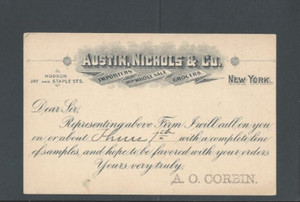 AUSTIN, NICHOLS & CO.
IMPORTERS AND WHOLESALE GROCERS
HUDSON
JAY AND STAPLE STS.
NEW YORK.
Dear Sir,
Representing above Firm I will call on you
on or about 7th with a complete line
of samples, and hope to be favored with your orders.
Yours very truly,
A. O. CORBIN.